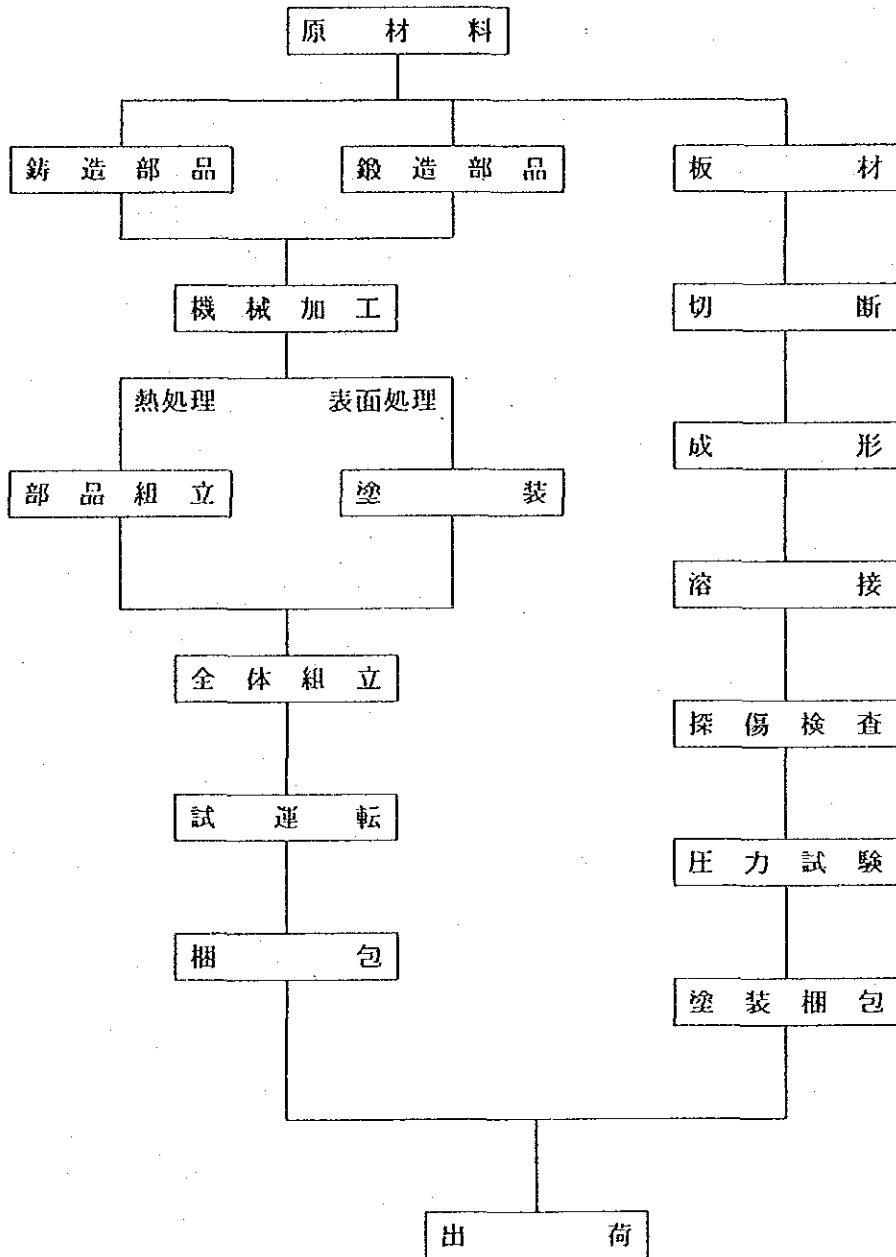 原材料
鋳造部品 鍛造部品 板材
機械加工 切断
熱処理 表面処理
成形
部品組立 塗装
溶接
全体組立
探傷検査
試運転
圧力試験
梱包
塗装梱包
出荷